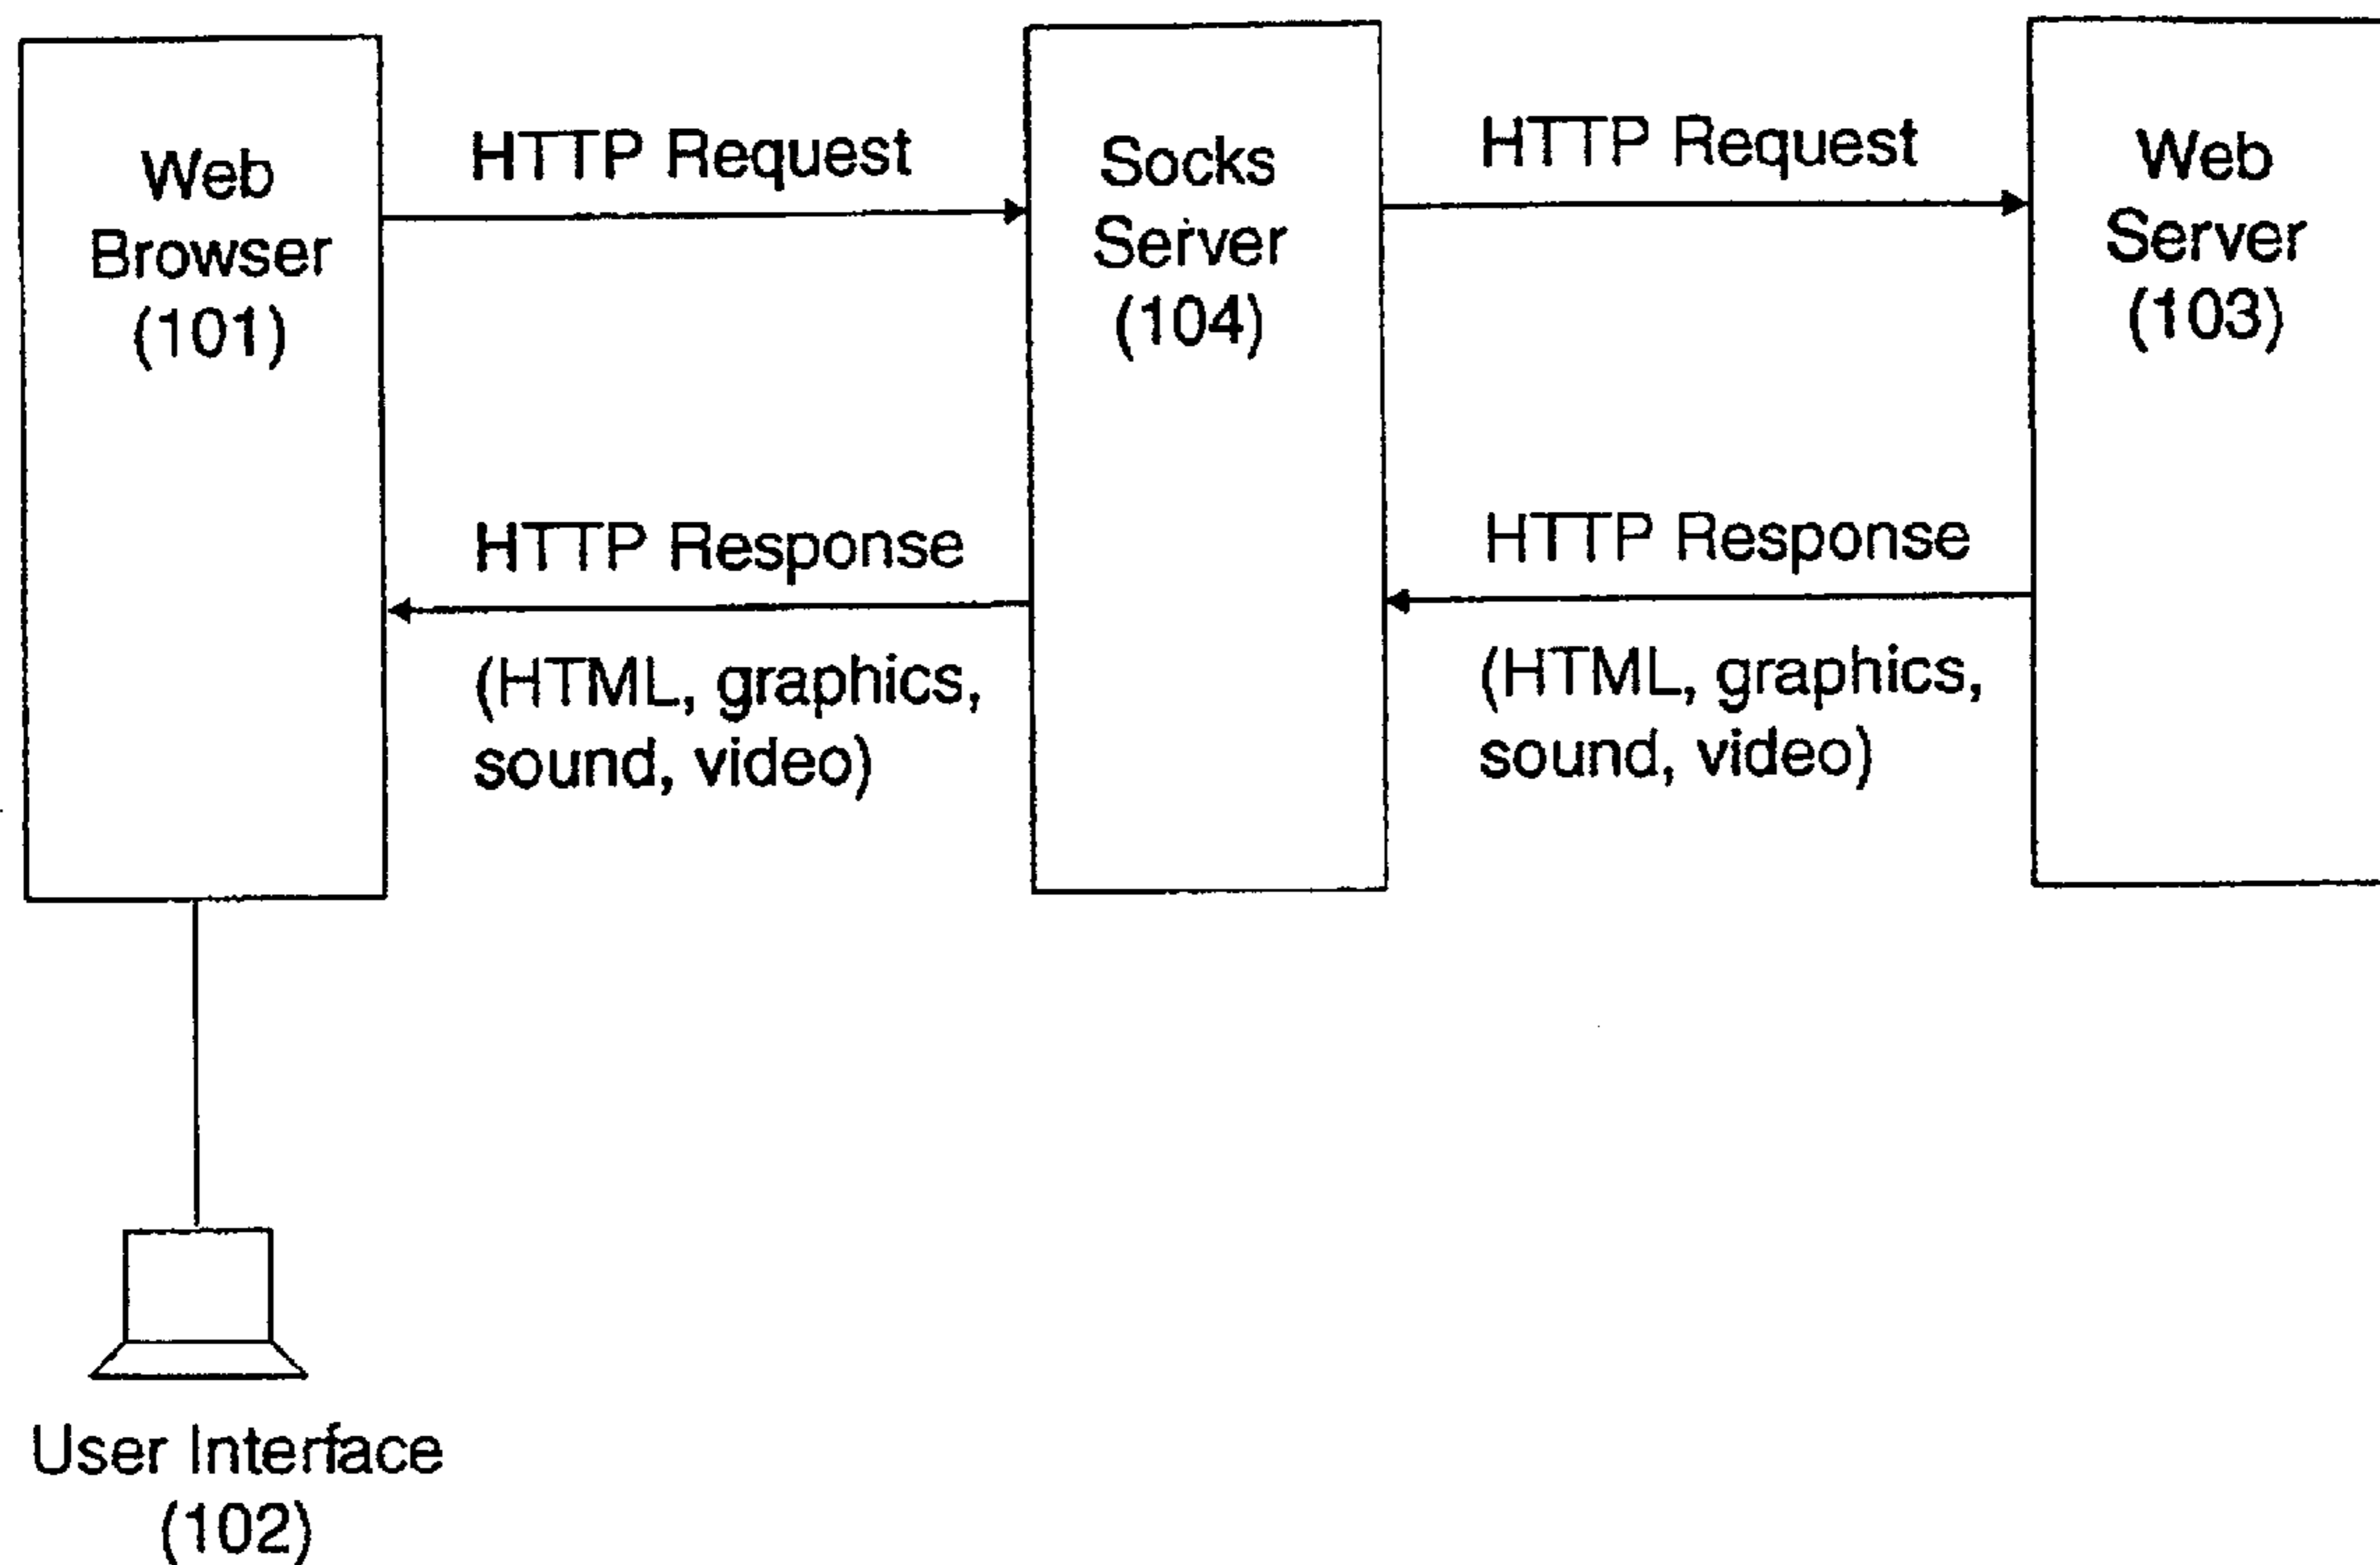 Web
Browser
(101)
HTTP Request
Socks
Server
(104)
HTTP Request
Web
Server
(103)
HTTP Response
(HTML, graphics,
sound, video)
HTTP Response
(HTML, graphics,
sound, video)
User Interface
(102)